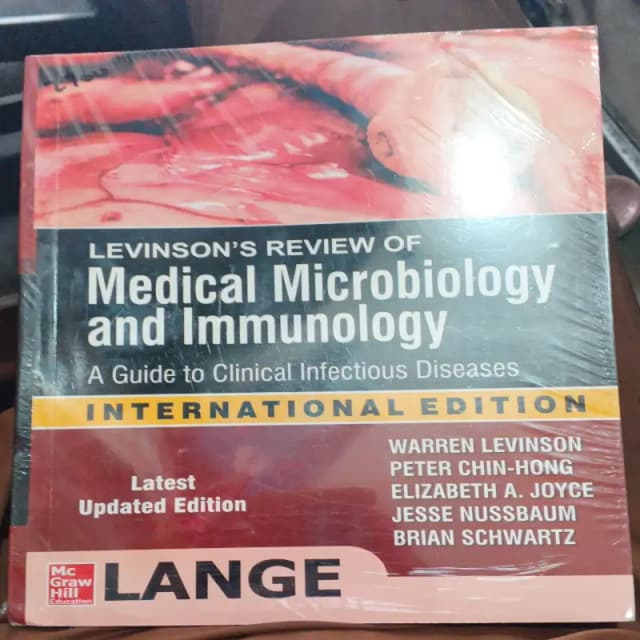 LEVINSON'S REVIEW OF
Medical Microbiology
and Immunology
A Guide to Clinical Infectious Diseases
INTERNATIONAL EDITION
WARREN LEVINSON
PETER CHIN-HONG
ELIZABETH A. JOYCE
JESSE NUSSBAUM
BRIAN SCHWARTZ
Latest
Updated Edition
Mc
Graw
Hill
Education
LANGE